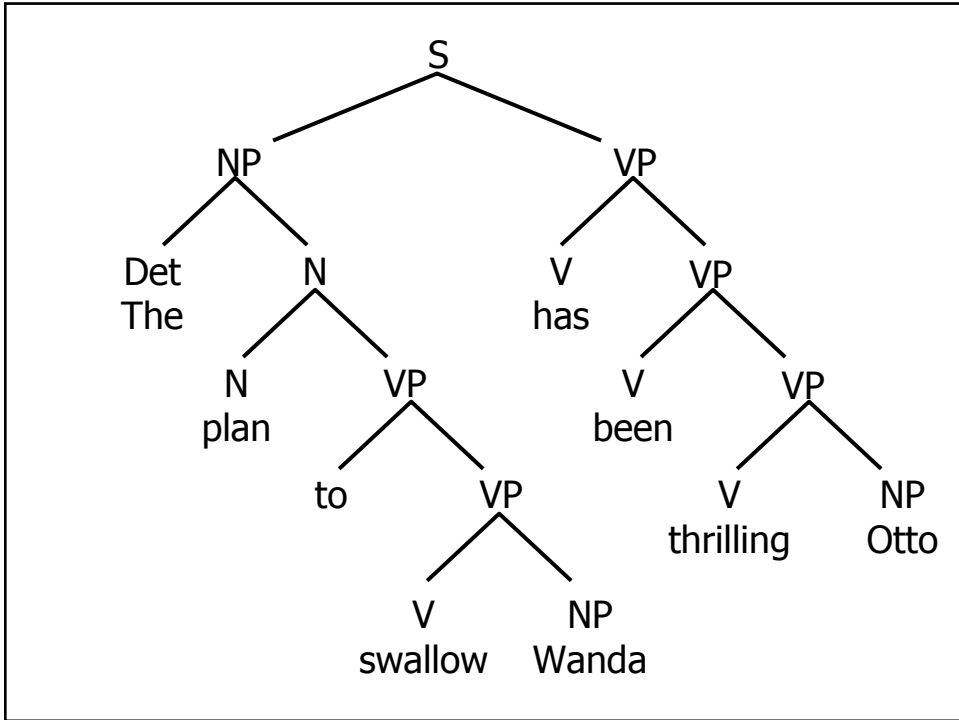 S
NP VP
Det N V VP
The has
N VP V VP
plan been
to VP V NP
thrilling Otto
V NP
swallow Wanda